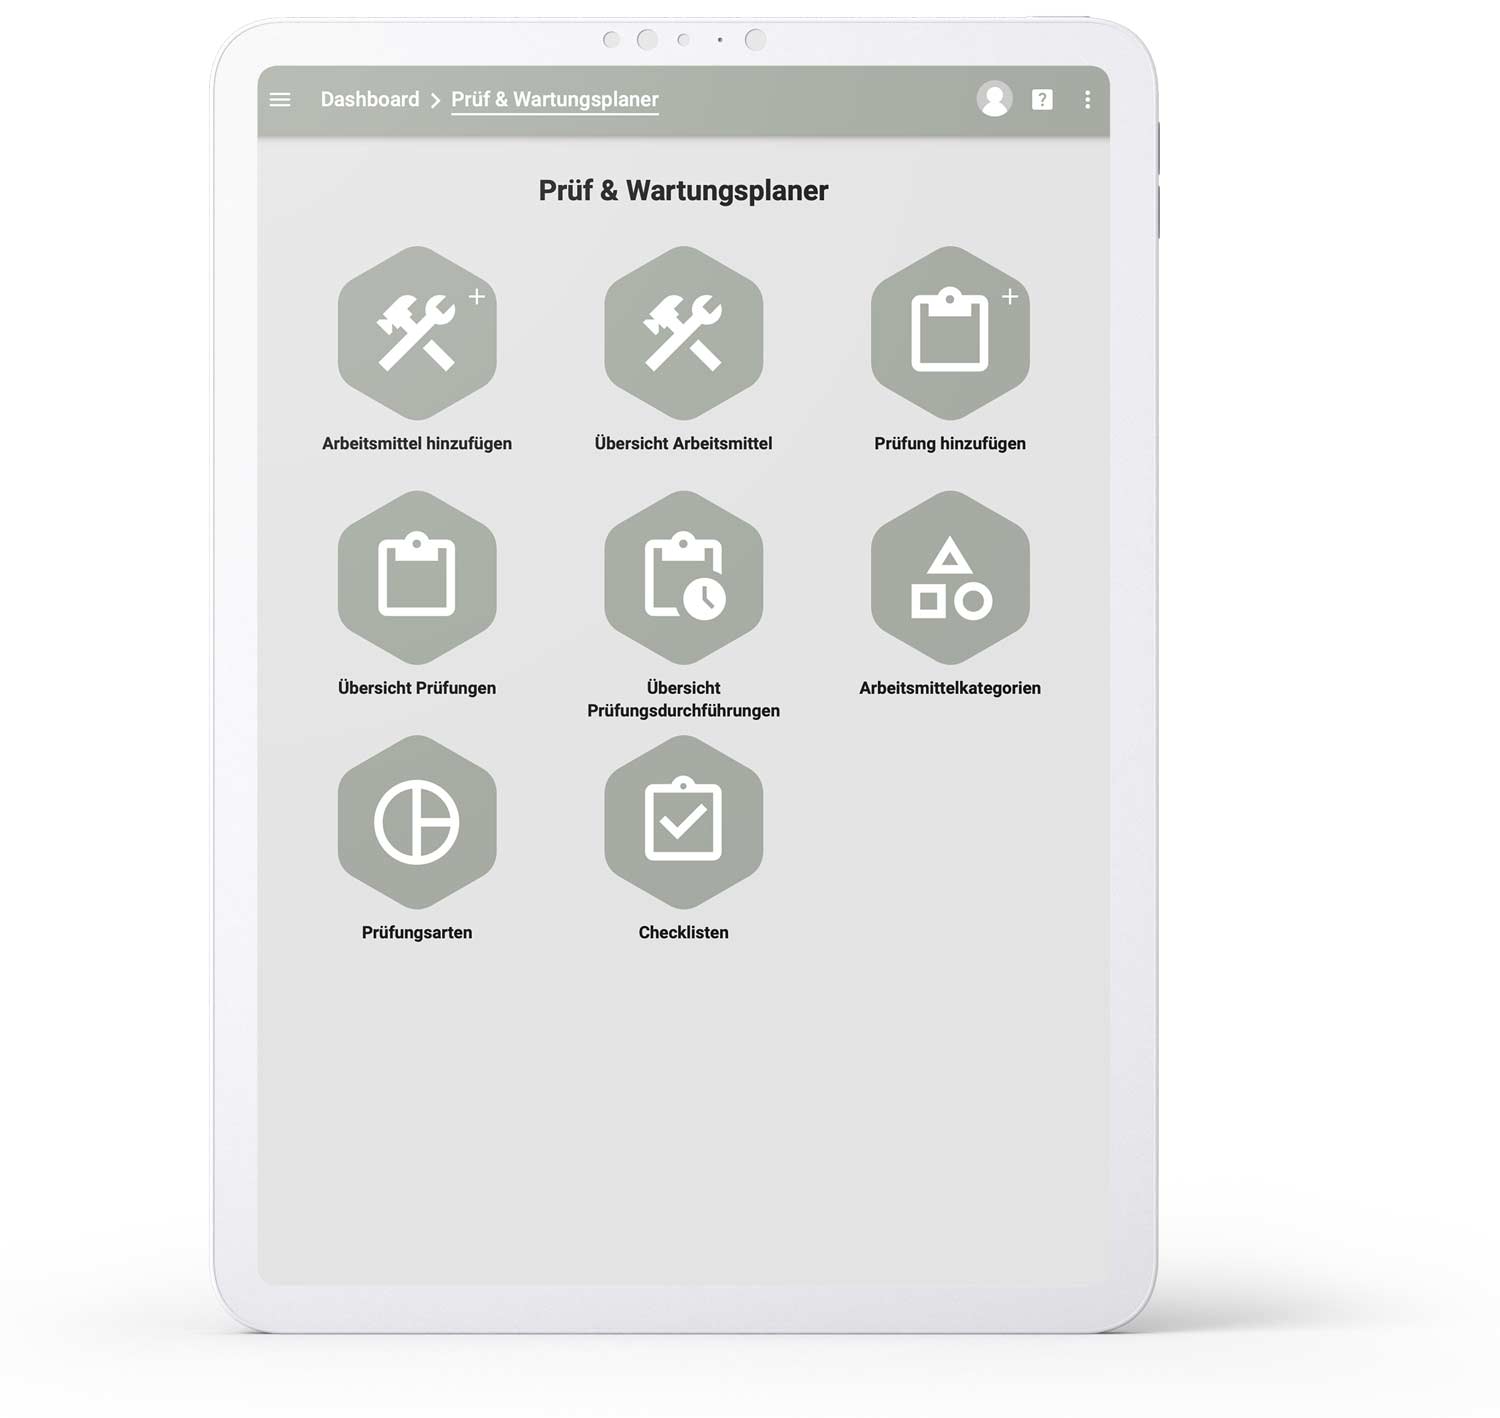 Dashboard > Prüf & Wartungsplaner
?
Prüf & Wartungsplaner
Arbeitsmittel hinzufügen
Übersicht Arbeitsmittel
Prüfung hinzufügen
Übersicht Prüfungen
Übersicht
Prüfungsdurchführungen
Arbeitsmittelkategorien
Prüfungsarten
Checklisten